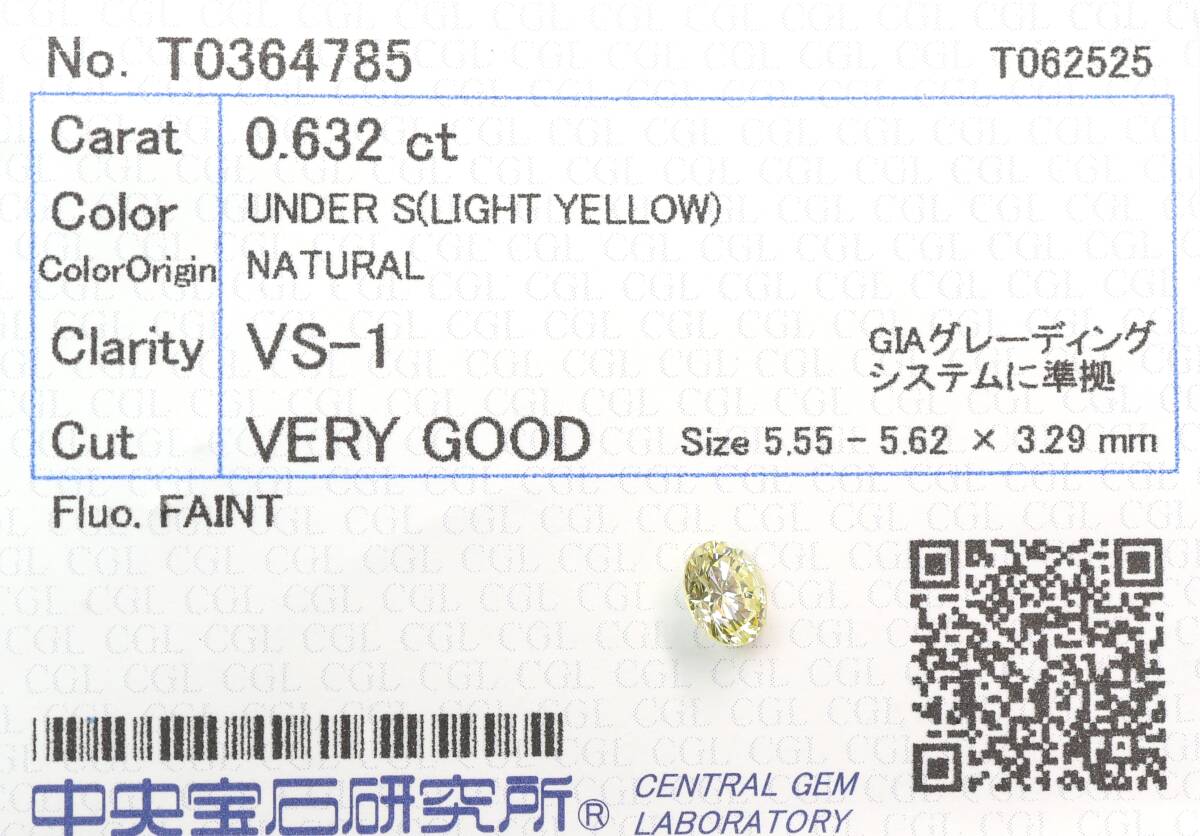 No. T0364785
T062525
Carat 0.632 ct
Color UNDER S(LIGHT YELLOW)
ColorOrigin NATURAL
Clarity VS-1
GIAグレーディング
システムに準拠
Cut VERY GOOD Size 5.55 - 5.62 × 3.29 mm
Fluo. FAINT
中央宝石研究所®
CENTRAL GEM
LABORATORY